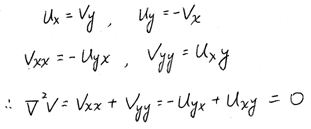 Ux = Vy , Uy = -Vx
Vxx = -Uyx , Vyy = Uxy
∴ ∇²V = Vxx + Vyy = -Uyx + Uxy = 0